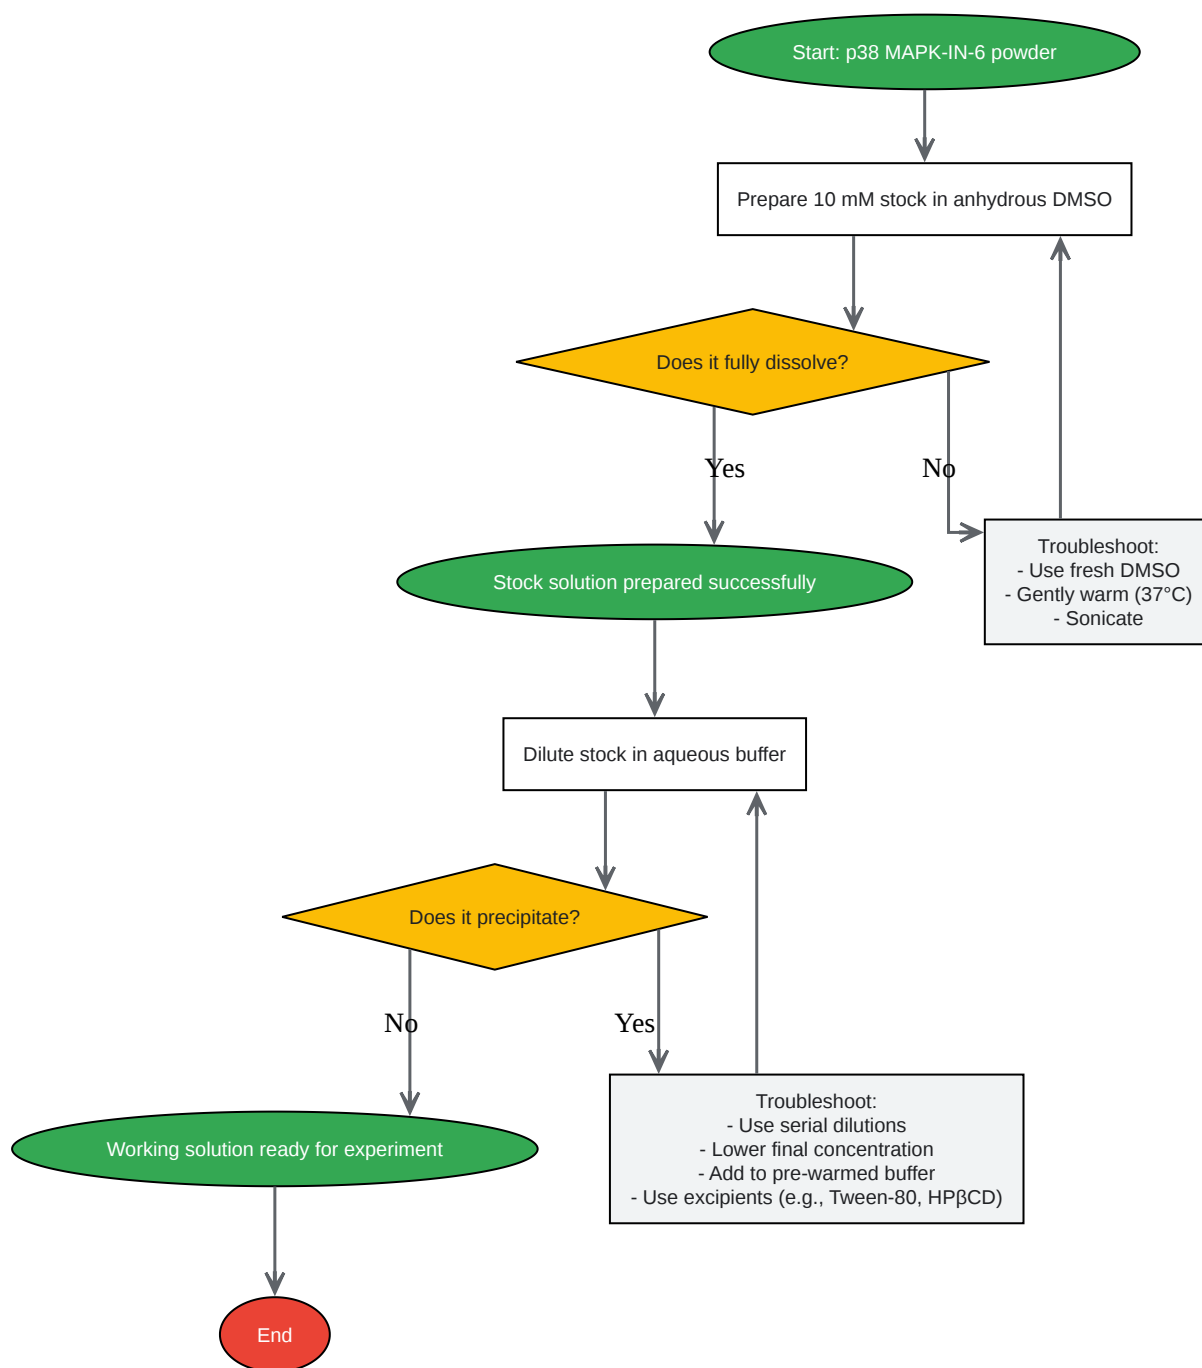 Start: p38 MAPK-IN-6 powder
Prepare 10 mM stock in anhydrous DMSO
Does it fully dissolve?
Yes
No
Troubleshoot:
- Use fresh DMSO
- Gently warm (37°C)
- Sonicate
Stock solution prepared successfully
Dilute stock in aqueous buffer
Does it precipitate?
No
Yes
Troubleshoot:
- Use serial dilutions
- Lower final concentration
- Add to pre-warmed buffer
- Use excipients (e.g., Tween-80, HPβCD)
Working solution ready for experiment
End